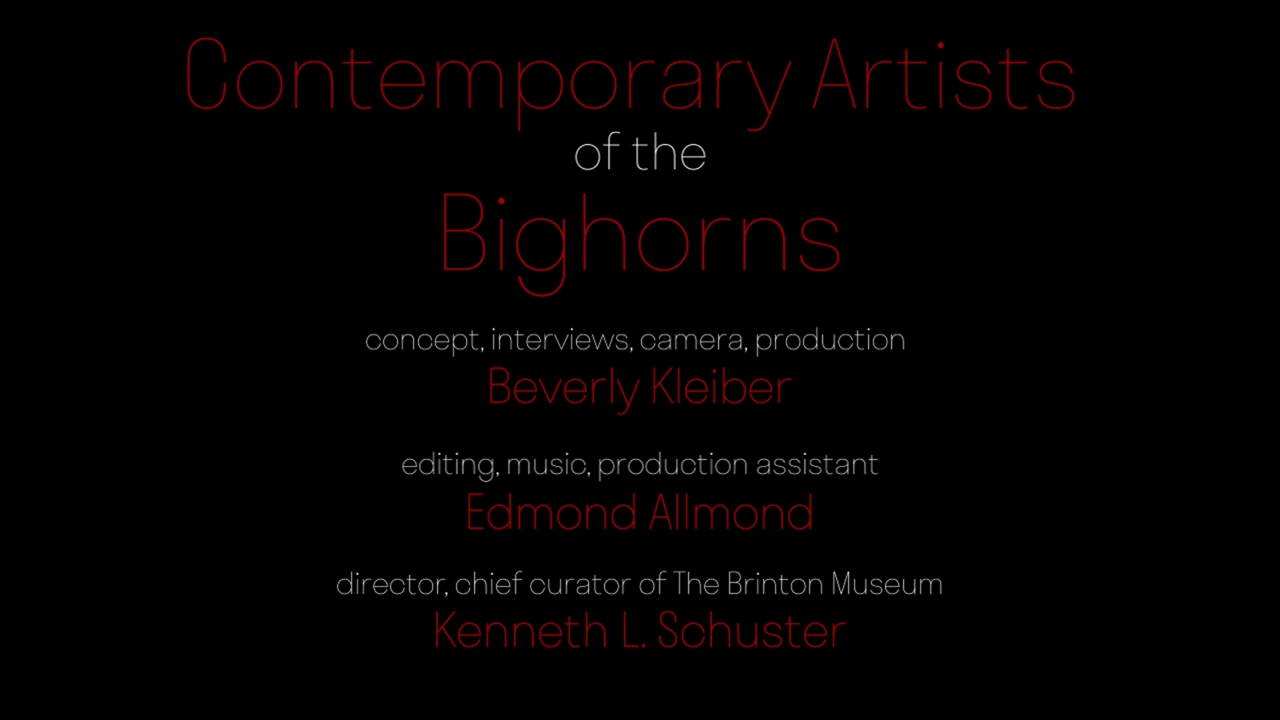 Contemporary Artists
of the
Bighorns
concept, interviews, camera, production
Beverly Kleiber
editing, music, production assistant
Edmond Allmond
director, chief curator of The Brinton Museum
Kenneth L. Schuster